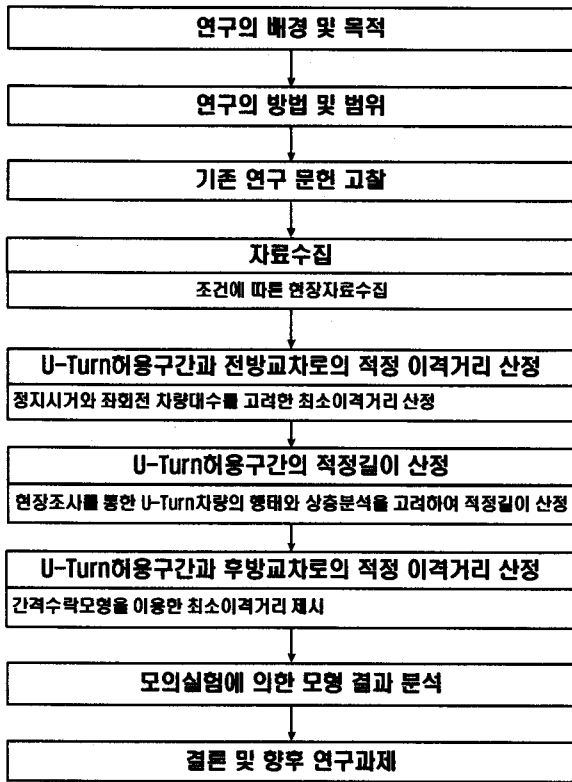 연구의 배경 및 목적
연구의 방법 및 범위
기존 연구 문헌 고찰
자료수집
조건에 따른 현장자료수집
U-Turn허용구간과 전방교차로의 적정 이격거리 산정
정지시거와 좌회전 차량대수를 고려한 최소이격거리 산정
U-Turn허용구간의 적정길이 산정
현장조사를 통한 U-Turn차량의 행태와 상충분석을 고려하여 적정길이 산정
U-Turn허용구간과 후방교차로의 적정 이격거리 산정
간격수락모형을 이용한 최소이격거리 제시
모의실험에 의한 모형 결과 분석
결론 및 향후 연구과제